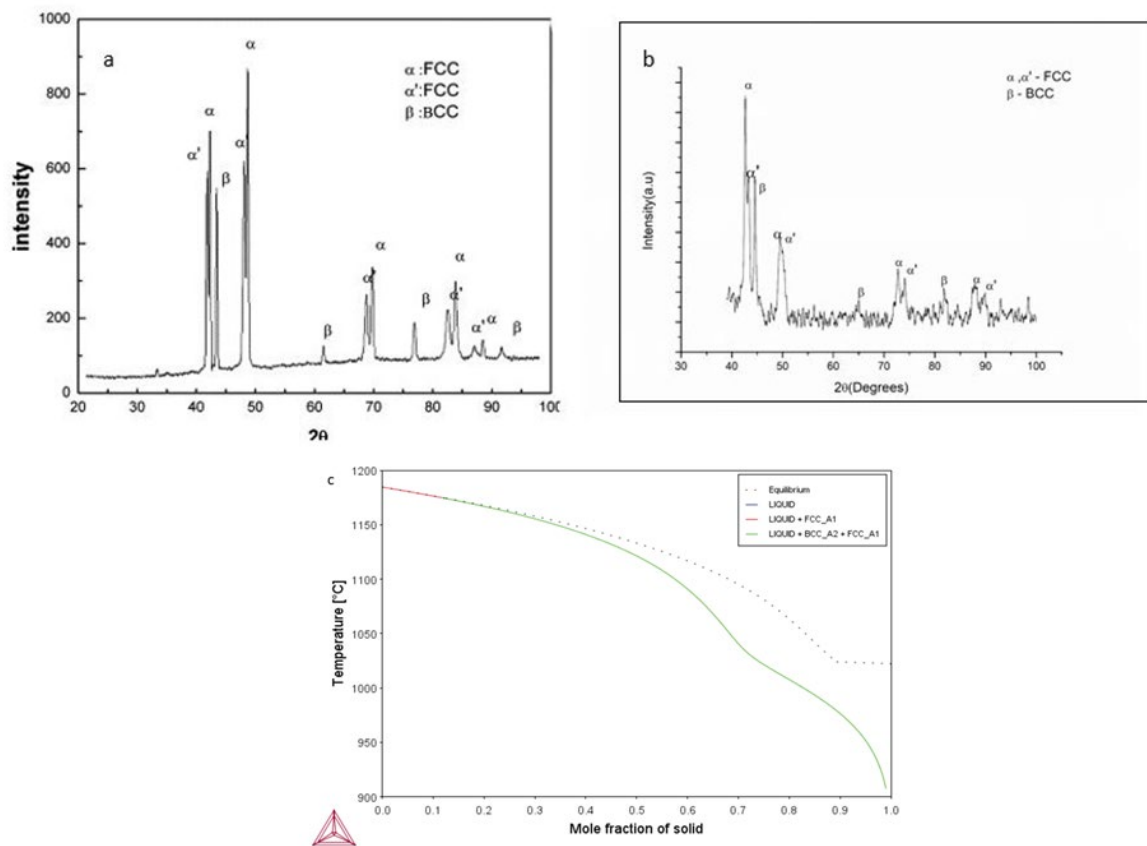 a
α :FCC
α':FCC
β :BCC
α
α
α'
β
α
α
β
α
β
α
α'
α
α'
β
1000
800
600
400
200
0
intensity
20
30
40
50
60
70
80
90
100
2θ
b
α ,α' - FCC
β - BCC
α
α'
β
α
α'
β
α
α'
β
α
α'
Intensity(a.u)
30
40
50
60
70
80
90
100
2θ(Degrees)
c
Equilibrium
LIQUID
LIQUID + FCC_A1
LIQUID + BCC_A2 + FCC_A1
1200
1150
1100
1050
1000
950
900
Temperature [°C]
0.0
0.1
0.2
0.3
0.4
0.5
0.6
0.7
0.8
0.9
1.0
Mole fraction of solid